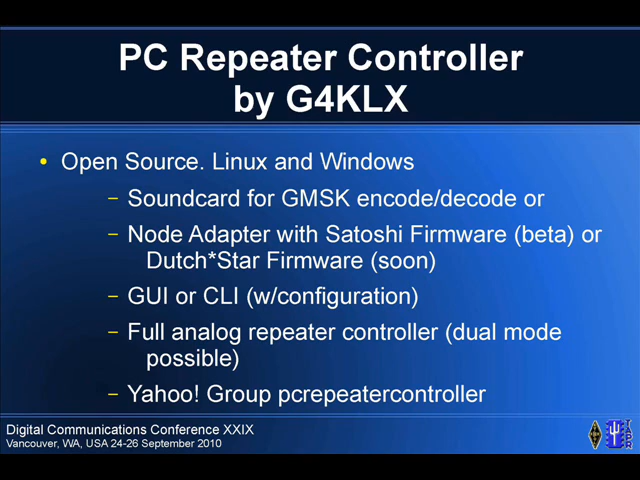 PC Repeater Controller
by G4KLX
• Open Source. Linux and Windows
– Soundcard for GMSK encode/decode or
– Node Adapter with Satoshi Firmware (beta) or
Dutch*Star Firmware (soon)
– GUI or CLI (w/configuration)
– Full analog repeater controller (dual mode
possible)
– Yahoo! Group pcrepeatercontroller
Digital Communications Conference XXIX
Vancouver, WA, USA 24-26 September 2010
TAPR